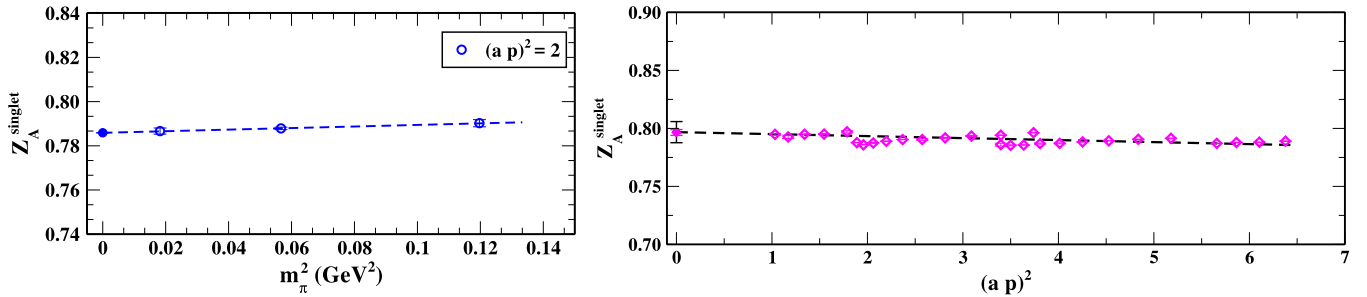 0.84
0.82
0.80
0.78
0.76
0.74
Z_A^singlet
(a p)^2 = 2
0 0.02 0.04 0.06 0.08 0.1 0.12 0.14
m_π^2 (GeV^2)
0.90
0.85
0.80
0.75
0.70
Z_A^singlet
0 1 2 3 4 5 6 7
(a p)^2